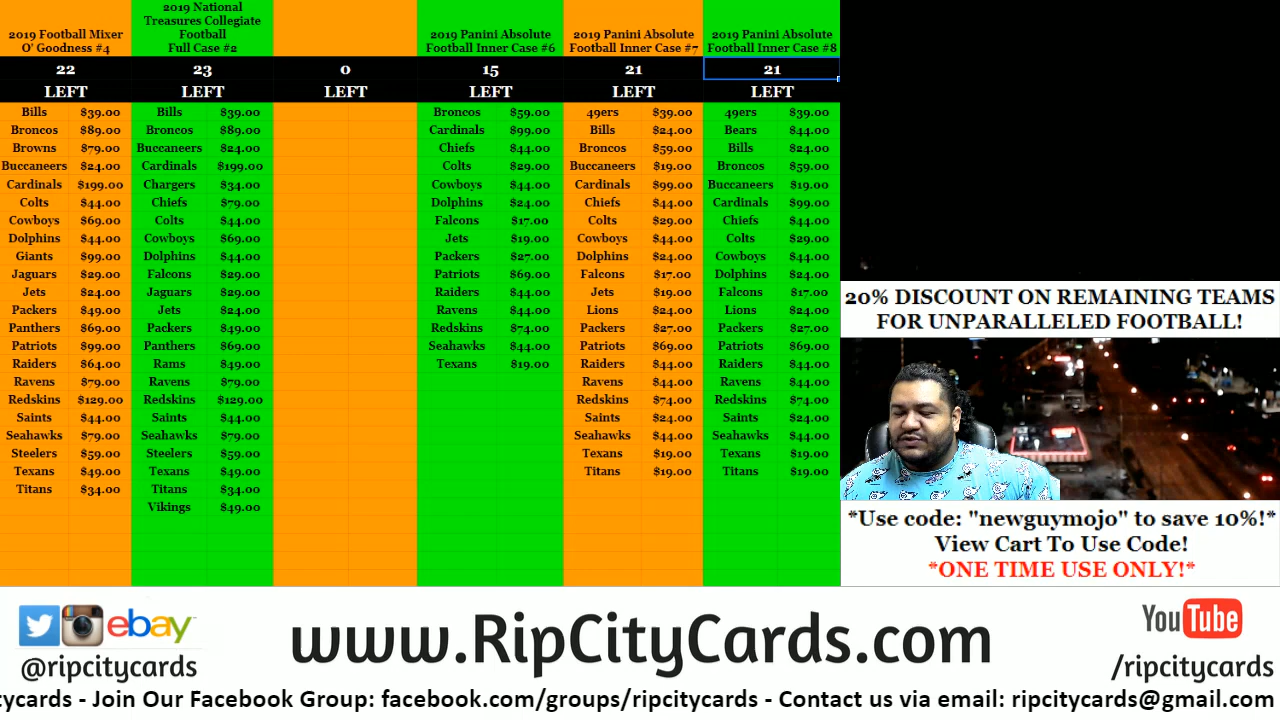 2019 Football Mixer
O' Goodness #4
22
LEFT
Bills $39.00
Broncos $89.00
Browns $79.00
Buccaneers $24.00
Cardinals $199.00
Colts $44.00
Cowboys $69.00
Dolphins $44.00
Giants $99.00
Jaguars $29.00
Jets $24.00
Packers $49.00
Panthers $69.00
Patriots $99.00
Raiders $64.00
Ravens $79.00
Redskins $129.00
Saints $44.00
Seahawks $79.00
Steelers $59.00
Texans $49.00
Titans $34.00
2019 National
Treasures Collegiate
Football
Full Case #2
23
LEFT
Bills $39.00
Broncos $89.00
Buccaneers $24.00
Cardinals $199.00
Chargers $34.00
Chiefs $79.00
Colts $44.00
Cowboys $69.00
Dolphins $44.00
Falcons $29.00
Jaguars $29.00
Jets $24.00
Packers $49.00
Panthers $69.00
Rams $49.00
Ravens $79.00
Redskins $129.00
Saints $44.00
Seahawks $79.00
Steelers $59.00
Texans $49.00
Titans $34.00
Vikings $49.00
0
LEFT
2019 Panini Absolute
Football Inner Case #6
15
LEFT
Broncos $59.00
Cardinals $99.00
Chiefs $44.00
Colts $29.00
Cowboys $44.00
Dolphins $24.00
Falcons $17.00
Jets $19.00
Packers $27.00
Patriots $69.00
Raiders $44.00
Ravens $44.00
Redskins $74.00
Seahawks $44.00
Texans $19.00
2019 Panini Absolute
Football Inner Case #7
21
LEFT
49ers $39.00
Bills $24.00
Broncos $59.00
Buccaneers $19.00
Cardinals $99.00
Chiefs $44.00
Colts $29.00
Cowboys $44.00
Dolphins $24.00
Falcons $17.00
Jets $19.00
Lions $24.00
Packers $27.00
Patriots $69.00
Raiders $44.00
Ravens $44.00
Redskins $74.00
Saints $24.00
Seahawks $44.00
Texans $19.00
Titans $19.00
2019 Panini Absolute
Football Inner Case #8
21
LEFT
49ers $39.00
Bears $44.00
Bills $24.00
Broncos $59.00
Buccaneers $19.00
Cardinals $99.00
Chiefs $44.00
Colts $29.00
Cowboys $44.00
Dolphins $24.00
Falcons $17.00
Lions $24.00
Packers $27.00
Patriots $69.00
Raiders $44.00
Ravens $44.00
Redskins $74.00
Saints $24.00
Seahawks $44.00
Texans $19.00
Titans $19.00
20% DISCOUNT ON REMAINING TEAMS
FOR UNPARALLELED FOOTBALL!
*Use code: "newguymojo" to save 10%!*
View Cart To Use Code!
*ONE TIME USE ONLY!*
ebay
@ripcitycards
www.RipCityCards.com
YouTube
/ripcitycards
tycards - Join Our Facebook Group: facebook.com/groups/ripcitycards - Contact us via email: ripcitycards@gmail.com